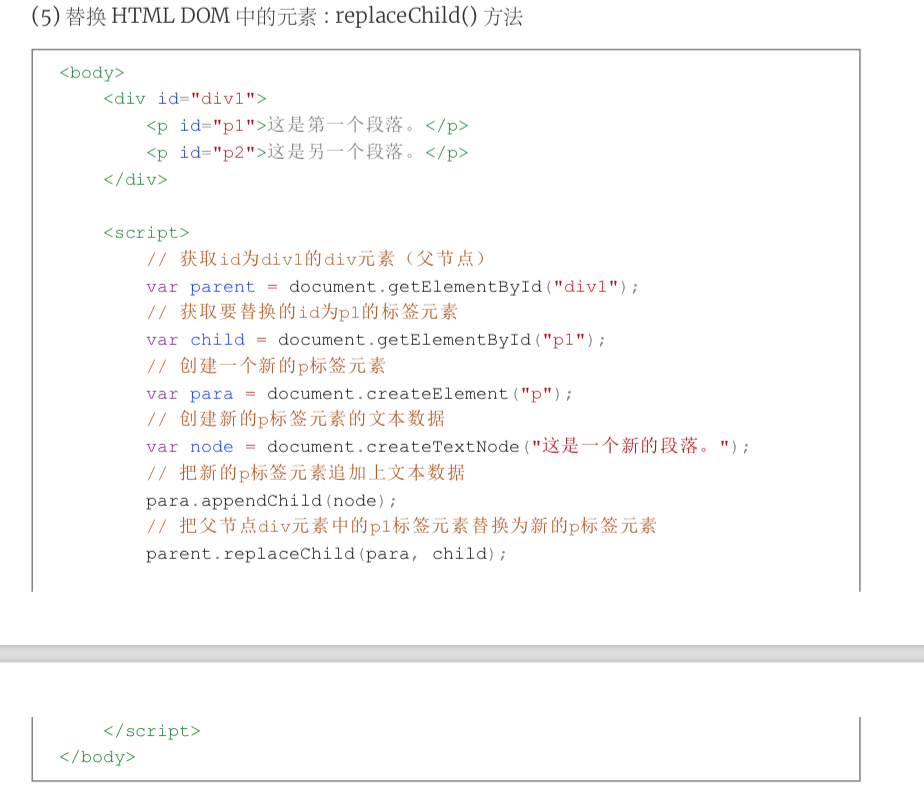 (5) 替换 HTML DOM 中的元素 : replaceChild() 方法
<body>
    <div id="div1">
        <p id="p1">这是第一个段落。</p>
        <p id="p2">这是另一个段落。</p>
    </div>
    <script>
        // 获取id为div1的div元素（父节点）
        var parent = document.getElementById("div1");
        // 获取要替换的id为p1的标签元素
        var child = document.getElementById("p1");
        // 创建一个新的p标签元素
        var para = document.createElement("p");
        // 创建新的p标签元素的文本数据
        var node = document.createTextNode("这是一个新的段落。");
        // 把新的p标签元素追加上文本数据
        para.appendChild(node);
        // 把父节点div元素中的p1标签元素替换为新的p标签元素
        parent.replaceChild(para, child);
    </script>
</body>